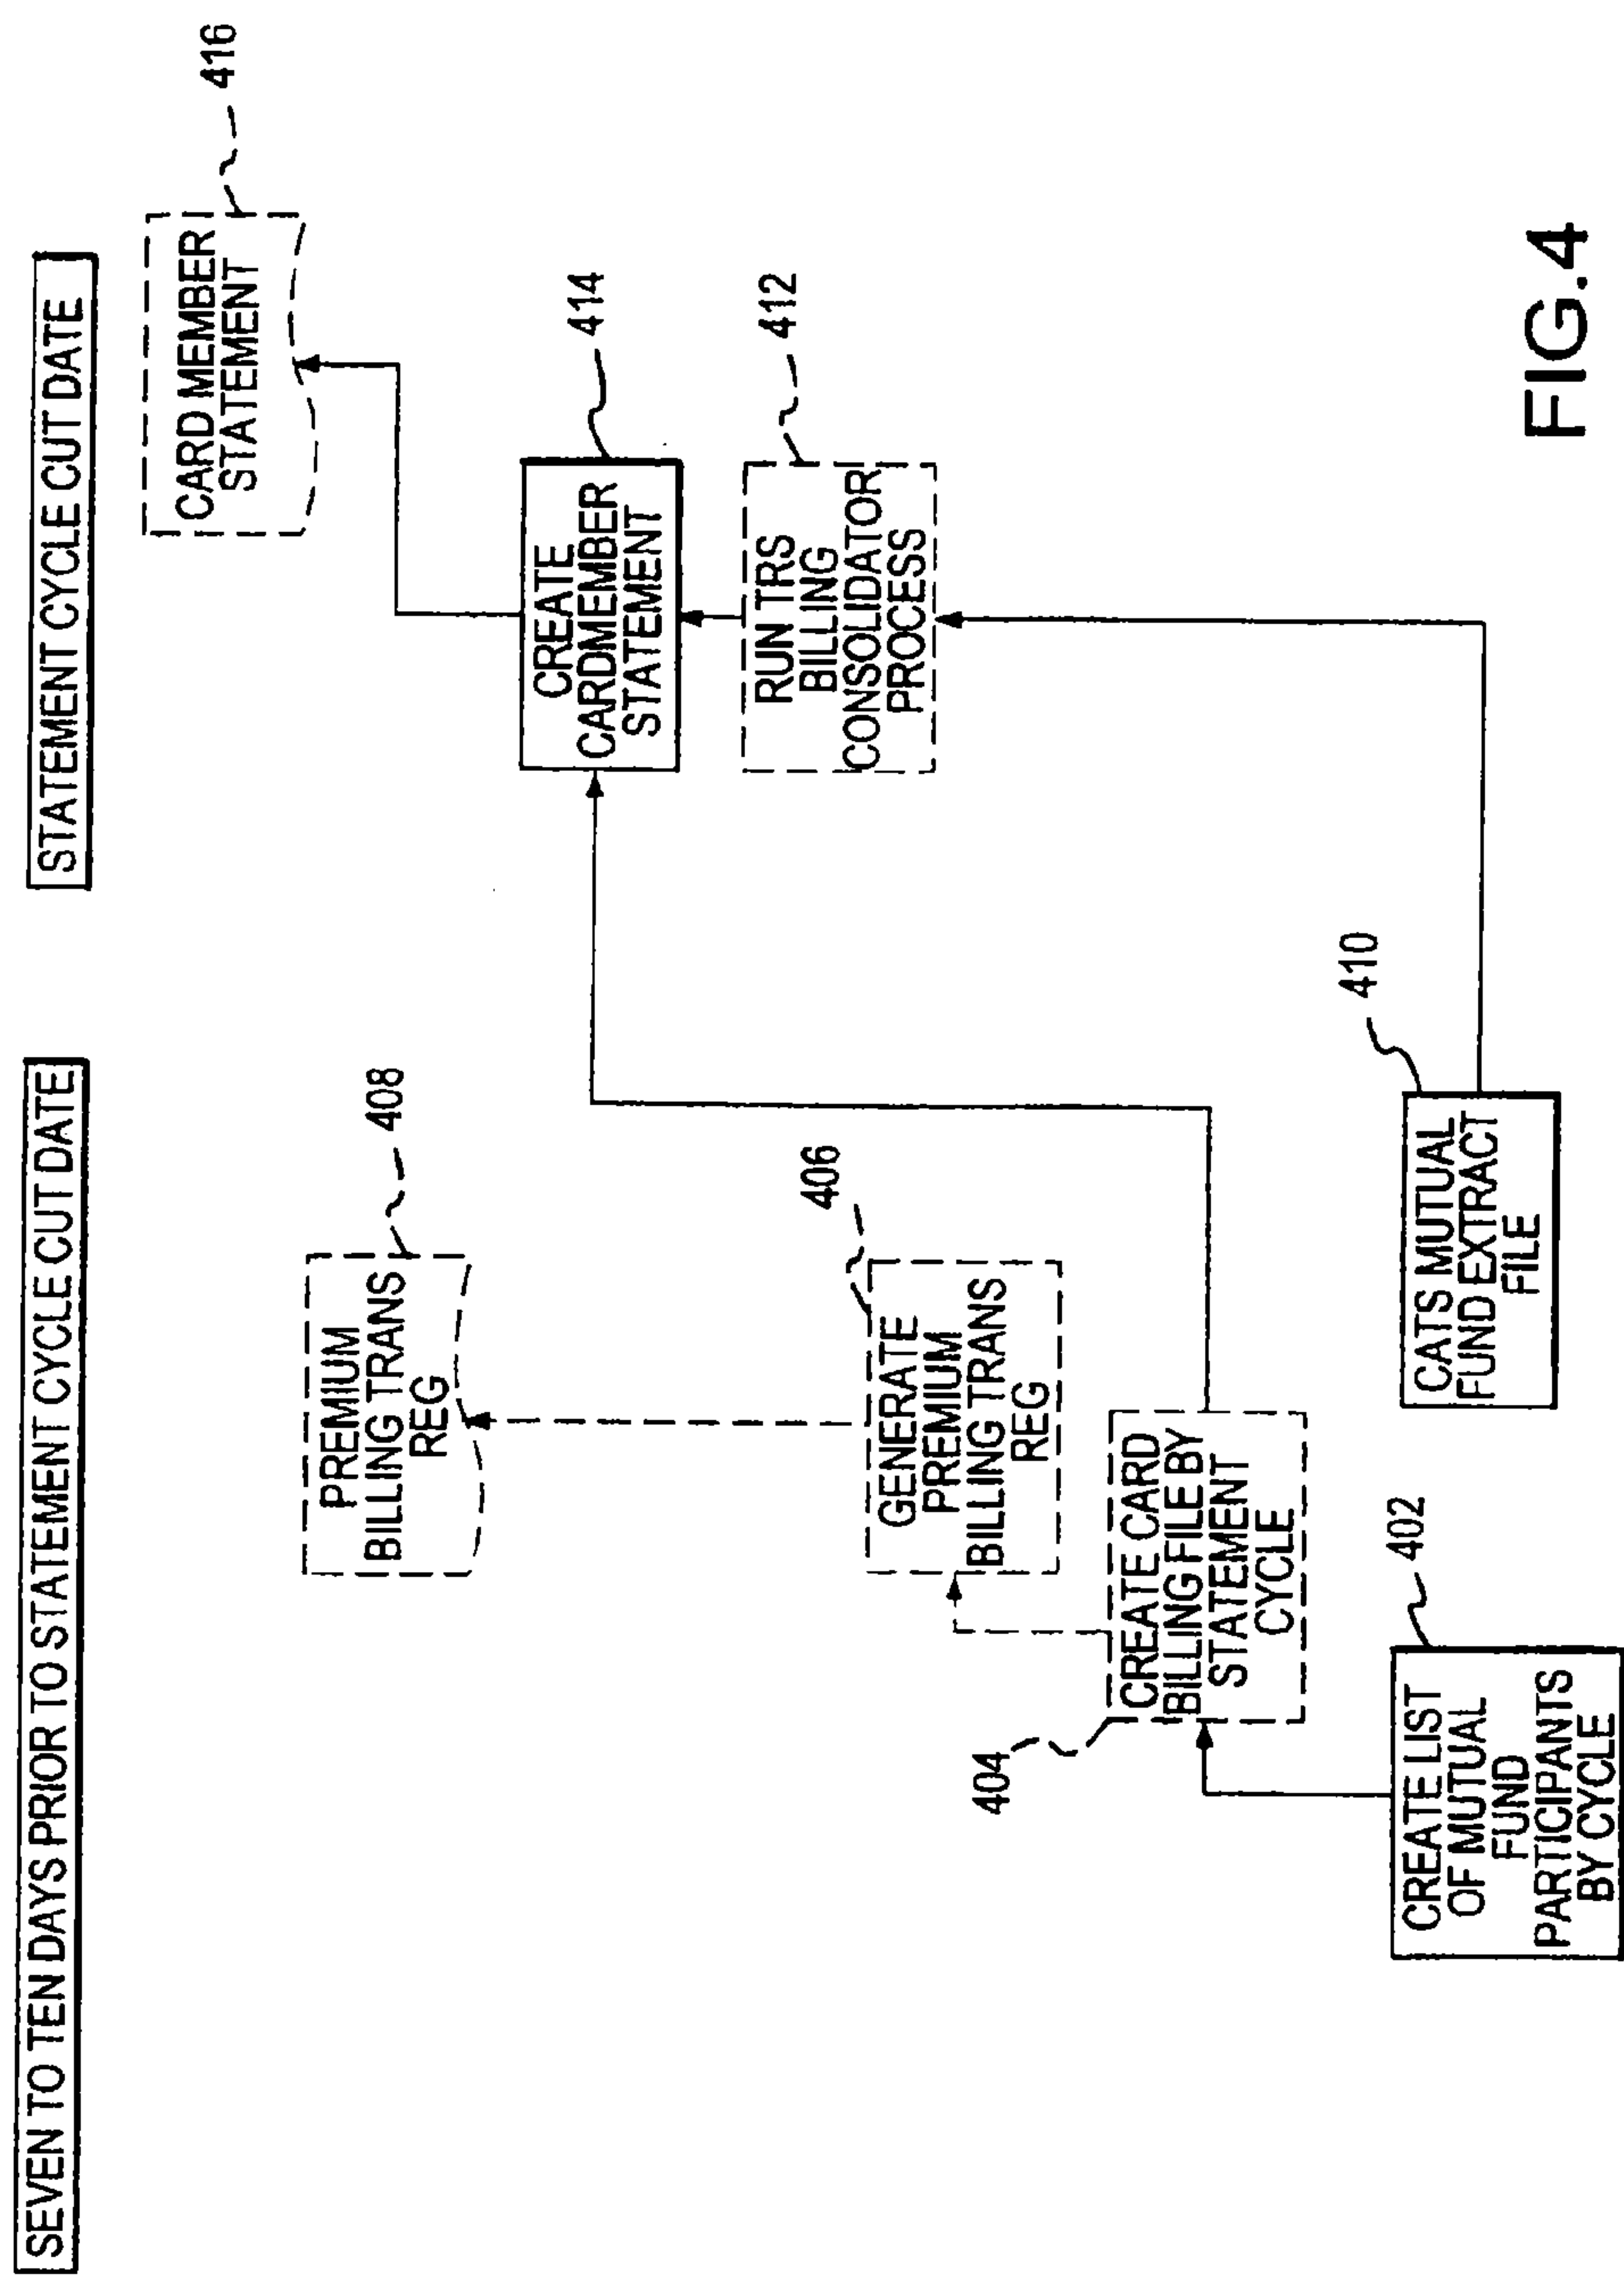 SEVEN TO TEN DAYS PRIOR TO STATEMENT CYCLE CUT DATE
STATEMENT CYCLE CUT DATE
416
CARD MEMBER
STATEMENT
408
PREMIUM
BILLING TRANS
REG
414
CREATE
CARDMEMBER
STATEMENT
412
RUN TRS
BILLING
CONSOLIDATOR
PROCESS
406
GENERATE
PREMIUM
BILLING TRANS
REG
404
CREATE CARD
BILLING FILE BY
STATEMENT
CYCLE
410
CATS MUTUAL
FUND EXTRACT
FILE
402
CREATE LIST
OF MUTUAL
FUND
PARTICIPANTS
BY CYCLE
FIG.4